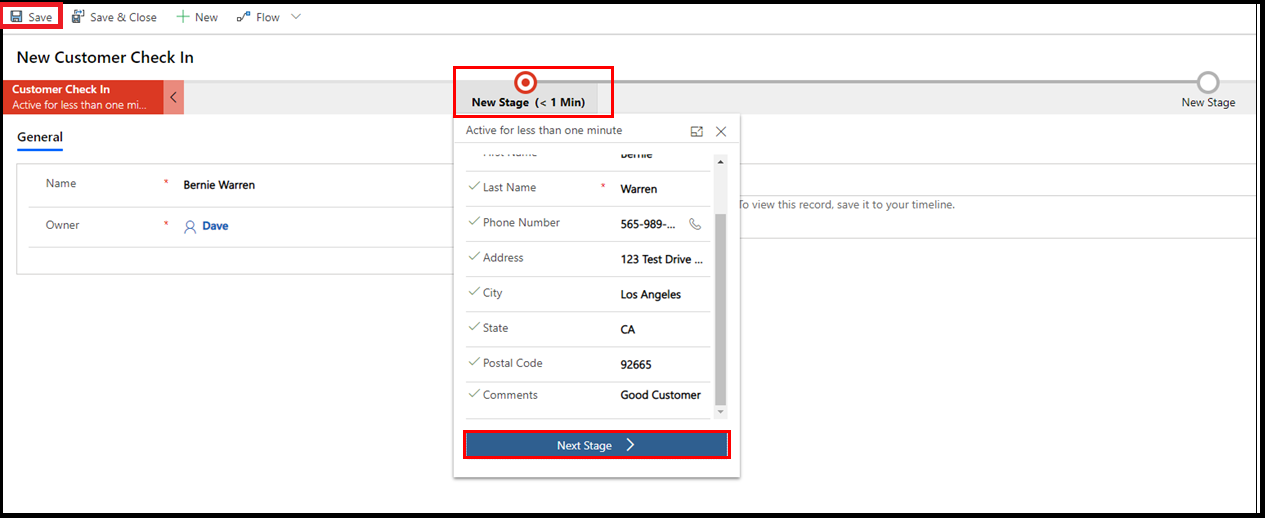 Save Save & Close New Flow
New Customer Check In
Customer Check In
Active for less than one mi...
New Stage (< 1 Min)
New Stage
General
Active for less than one minute
Name * Bernie Warren
Owner * Dave
First Name Bernie
Last Name * Warren
Phone Number 565-989-...
Address 123 Test Drive ...
City Los Angeles
State CA
Postal Code 92665
Comments Good Customer
Next Stage
To view this record, save it to your timeline.